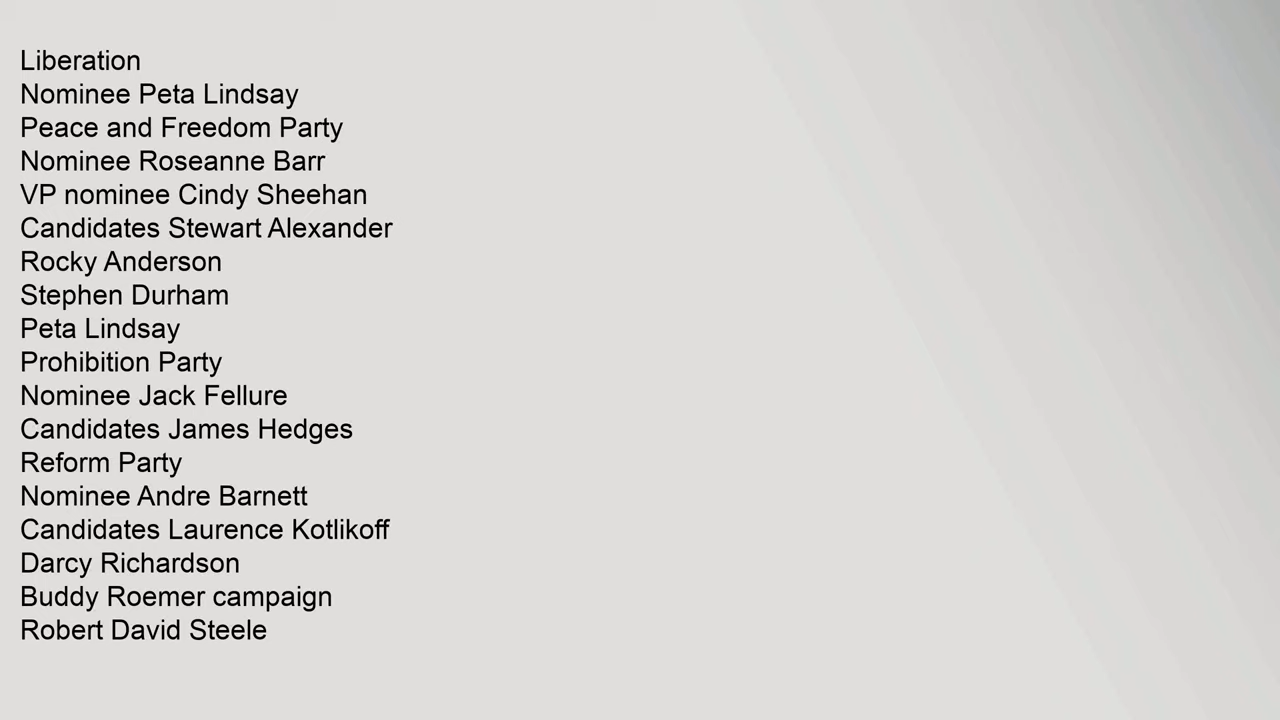 Liberation
Nominee Peta Lindsay
Peace and Freedom Party
Nominee Roseanne Barr
VP nominee Cindy Sheehan
Candidates Stewart Alexander
Rocky Anderson
Stephen Durham
Peta Lindsay
Prohibition Party
Nominee Jack Fellure
Candidates James Hedges
Reform Party
Nominee Andre Barnett
Candidates Laurence Kotlikoff
Darcy Richardson
Buddy Roemer campaign
Robert David Steele